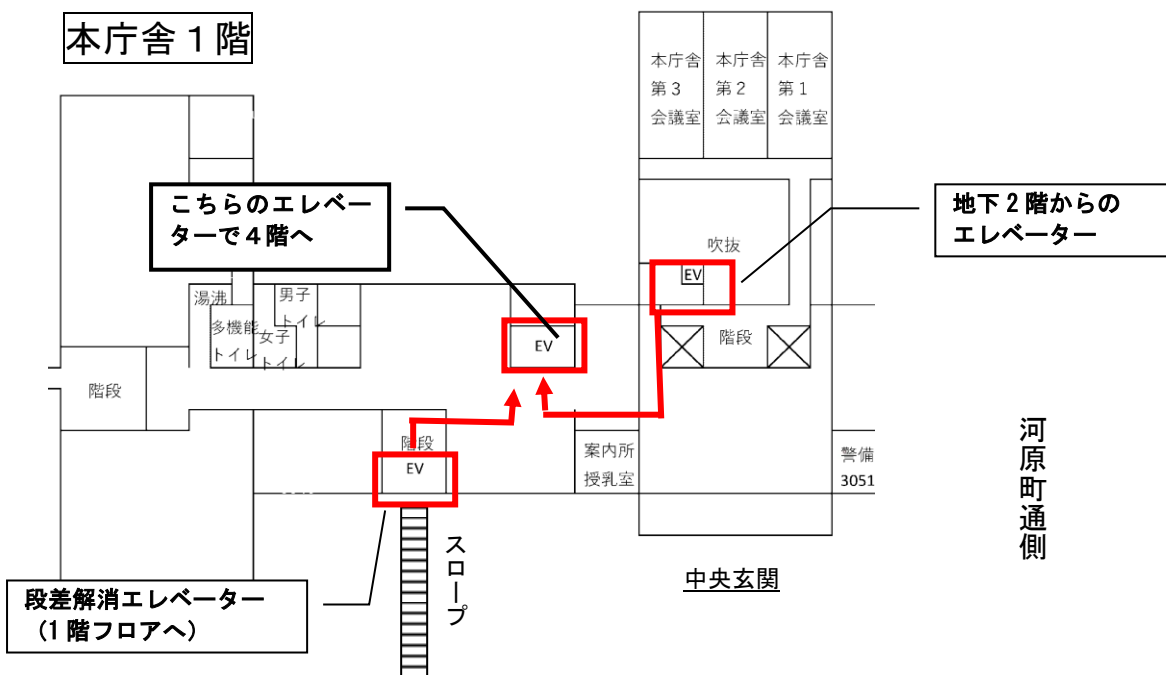 本庁舎１階
本庁舎
第３
会議室
本庁舎
第２
会議室
本庁舎
第１
会議室
こちらのエレベー
ターで４階へ
地下２階からの
エレベーター
吹抜
EV
湯沸
男子
トイレ
多機能
トイレ
女子
トイレ
EV
階段
階段
階段
EV
案内所
授乳室
警備
3051
河原町通側
スロープ
中央玄関
段差解消エレベーター
（1階フロアへ）